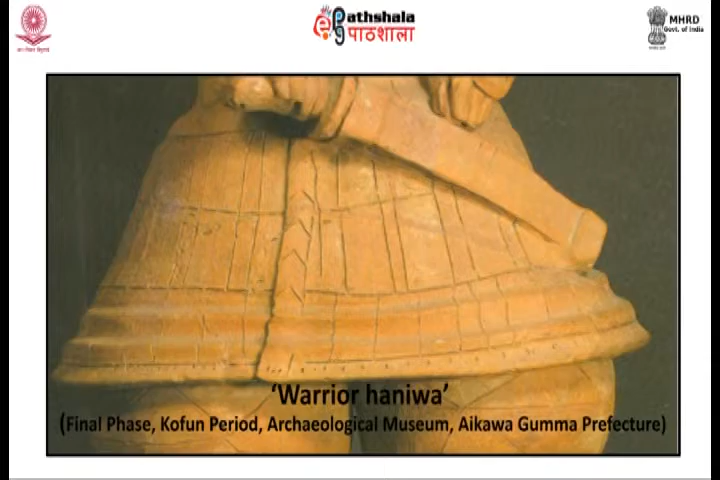 ePathshala
पाठशाला
MHRD
Govt. of India
'Warrior haniwa'
(Final Phase, Kofun Period, Archaeological Museum, Aikawa Gumma Prefecture)